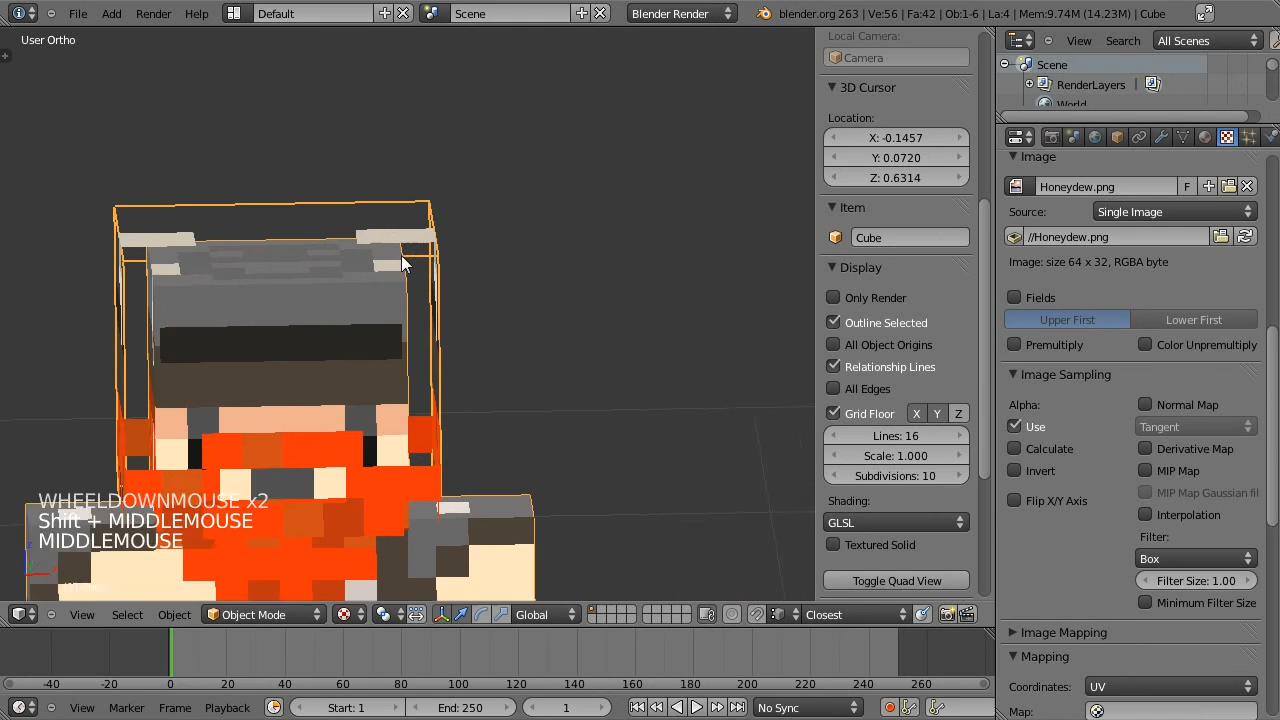 File Add Render Help Default Scene Blender Render blender.org 263 | Ve:56 | Fa:42 | Ob:1-6 | La:4 | Mem:9.74M (14.23M) | Cube
User Ortho
Local Camera:
Camera
3D Cursor
Location:
X: -0.1457
Y: 0.0720
Z: 0.6314
Item
Cube
Display
Only Render
Outline Selected
All Object Origins
Relationship Lines
All Edges
Grid Floor X Y Z
Lines: 16
Scale: 1.000
Subdivisions: 10
Shading:
GLSL
Textured Solid
Toggle Quad View
View Search All Scenes
Scene
RenderLayers |
World
Image
Honeydew.png F
Source: Single Image
//Honeydew.png
Image: size 64 x 32, RGBA byte
Fields
Upper First Lower First
Premultiply Color Unpremultiply
Image Sampling
Alpha: Normal Map
Use Tangent
Calculate Derivative Map
Invert MIP Map
MIP Map Gaussian fil
Flip X/Y Axis Interpolation
Filter:
Box
Filter Size: 1.00
Minimum Filter Size
Image Mapping
Mapping
Coordinates: UV
Map:
WHEELDOWNMOUSE x2
Shift + MIDDLEMOUSE
MIDDLEMOUSE
View Select Object Object Mode Global Closest
-40 -20 0 20 40 60 80 100 120 140 160 180 200 220 240 260
View Marker Frame Playback Start: 1 End: 250 1 No Sync